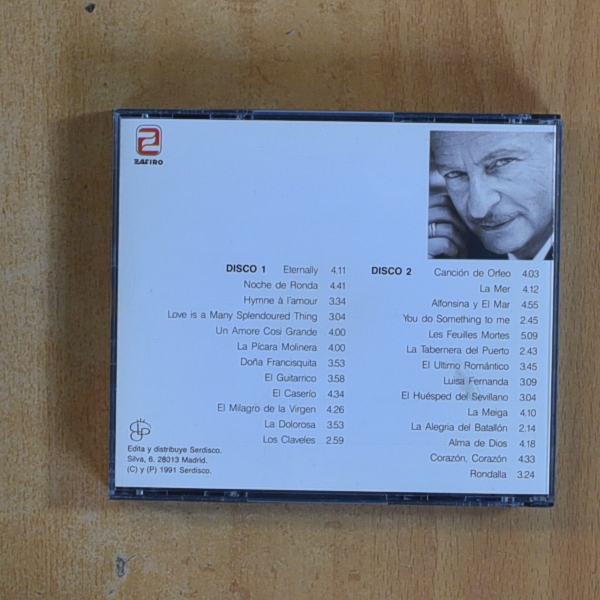 ZAFIRO
DISCO 1 Eternally 4.11
Noche de Ronda 4.41
Hymne à l'amour 3.34
Love is a Many Splendoured Thing 3.04
Un Amore Cosi Grande 4.00
La Pícara Molinera 4.00
Doña Francisquita 3.53
El Guitarrico 3.58
El Caserío 4.34
El Milagro de la Virgen 4.26
La Dolorosa 3.53
Los Claveles 2.59
DISCO 2 Canción de Orfeo 4.03
La Mer 4.12
Alfonsina y El Mar 4.55
You do Something to me 2.45
Les Feuilles Mortes 5.09
La Tabernera del Puerto 2.43
El Ultimo Romántico 3.45
Luisa Fernanda 3.09
El Huésped del Sevillano 3.04
La Meiga 4.10
La Alegria del Batallón 2.14
Alma de Dios 4.18
Corazón, Corazón 4.33
Rondalla 3.24
Edita y distribuye Serdisco.
Silva, 6. 28013 Madrid.
(C) y (P) 1991 Serdisco.